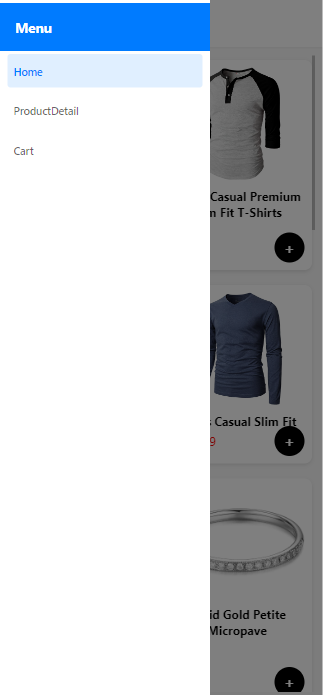 Menu
Home
ProductDetail
Cart
Casual Premium
n Fit T-Shirts
+
s Casual Slim Fit
9
+
id Gold Petite
Micropave
+